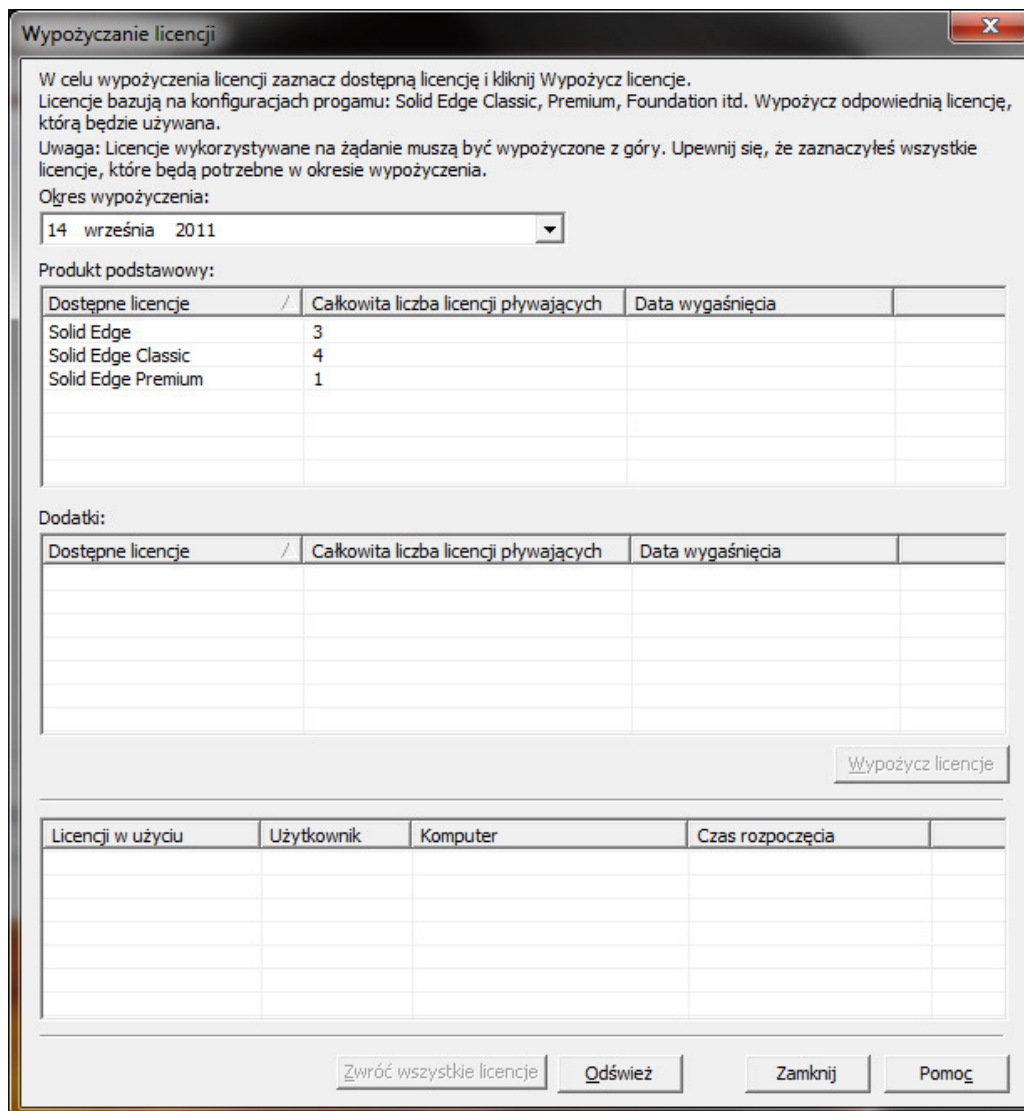 Wypożyczanie licencji
W celu wypożyczenia licencji zaznacz dostępną licencję i kliknij Wypożycz licencje.
Licencje bazują na konfiguracjach progamu: Solid Edge Classic, Premium, Foundation itd. Wypożycz odpowiednią licencję,
którą będzie używana.
Uwaga: Licencje wykorzystywane na żądanie muszą być wypożyczone z góry. Upewnij się, że zaznaczyłeś wszystkie
licencje, które będą potrzebne w okresie wypożyczenia.
Okres wypożyczenia:
14 września 2011
Produkt podstawowy:
Dostępne licencje Całkowita liczba licencji pływających Data wygaśnięcia
Solid Edge 3
Solid Edge Classic 4
Solid Edge Premium 1
Dodatki:
Dostępne licencje Całkowita liczba licencji pływających Data wygaśnięcia
Wypożycz licencje
Licencji w użyciu Użytkownik Komputer Czas rozpoczęcia
Zwróć wszystkie licencje Odśwież Zamknij Pomoc